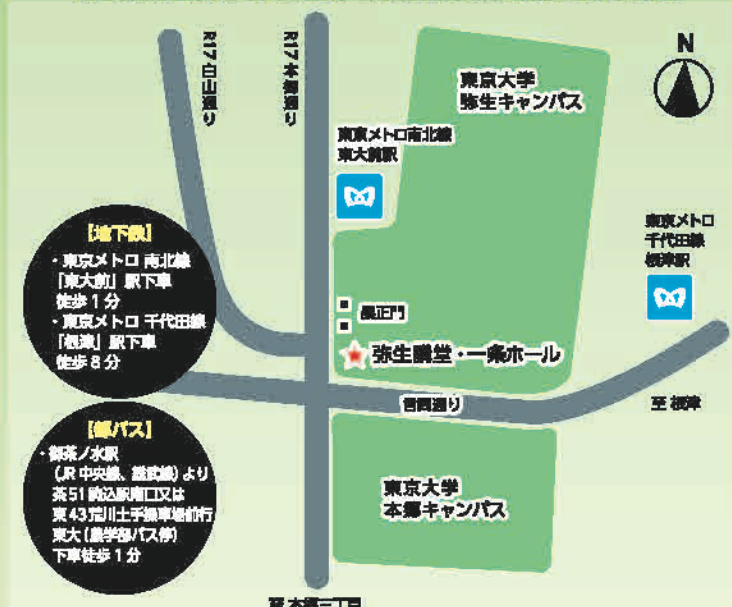 R17 白山通り
R17 本郷通り
東京大学
弥生キャンパス
N
東京メトロ南北線
東大前駅
東京メトロ
千代田線
根津駅
【地下鉄】
・東京メトロ 南北線
「東大前」駅下車
徒歩1分
・東京メトロ 千代田線
「根津」駅下車
徒歩8分
農正門
弥生講堂・一条ホール
言問通り
至 根津
【都バス】
・御茶ノ水駅
(JR 中央線、総武線)より
茶51駒込駅南口又は
東43荒川土手操車場前行
東大(農学部バス停)
下車徒歩1分
東京大学
本郷キャンパス
至 本郷三丁目